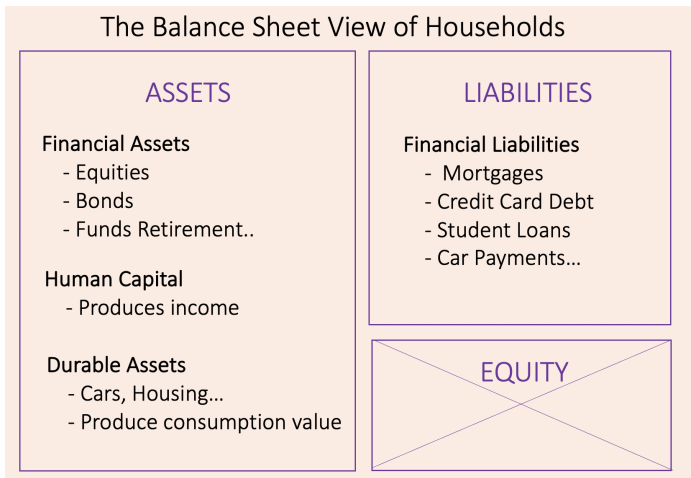 The Balance Sheet View of Households
ASSETS
Financial Assets
- Equities
- Bonds
- Funds Retirement..
Human Capital
- Produces income
Durable Assets
- Cars, Housing...
- Produce consumption value
LIABILITIES
Financial Liabilities
- Mortgages
- Credit Card Debt
- Student Loans
- Car Payments...
EQUITY